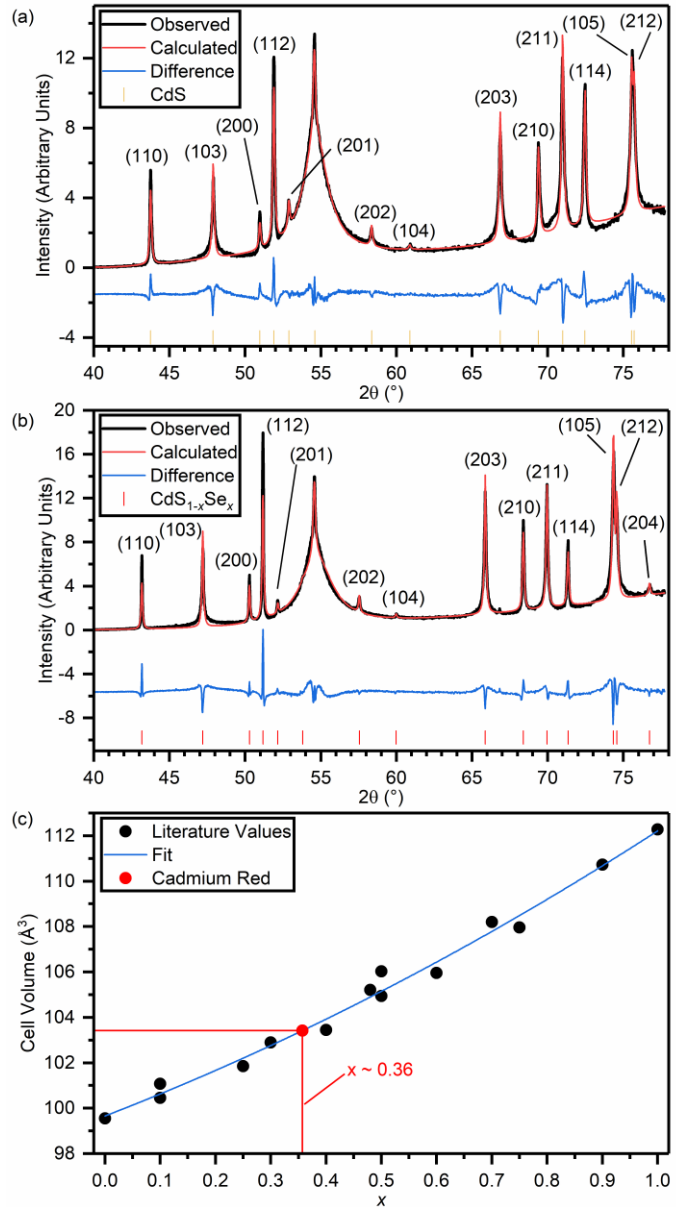 (a)
Observed
Calculated
Difference
CdS
(110)
(103)
(200)
(112)
(201)
(202)
(104)
(203)
(210)
(211)
(114)
(105)
(212)
12
8
4
0
-4
Intensity (Arbitrary Units)
40 45 50 55 60 65 70 75
2θ (°)
(b)
Observed
Calculated
Difference
CdS1-xSex
(110)
(103)
(200)
(112)
(201)
(202)
(104)
(203)
(210)
(211)
(114)
(105)
(212)
(204)
20
16
12
8
4
0
-4
-8
Intensity (Arbitrary Units)
40 45 50 55 60 65 70 75
2θ (°)
(c)
Literature Values
Fit
Cadmium Red
x ~ 0.36
112
110
108
106
104
102
100
98
Cell Volume (Å³)
0.0 0.1 0.2 0.3 0.4 0.5 0.6 0.7 0.8 0.9 1.0
x